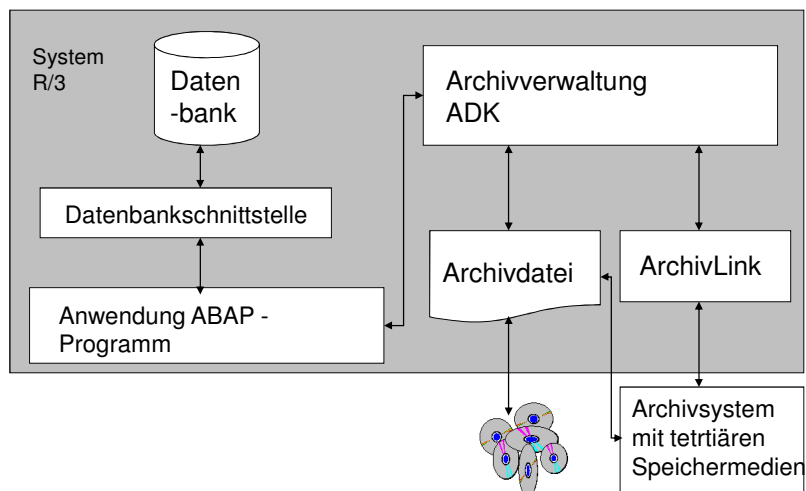 System
R/3
Daten
-bank
Archivverwaltung
ADK
Datenbankschnittstelle
Archivdatei
ArchivLink
Anwendung ABAP -
Programm
Archivsystem
mit tetrtiären
Speichermedien